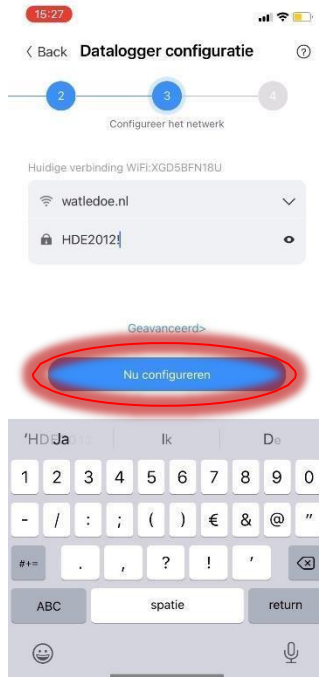 15:27
Back Datalogger configuratie ?
2 3 4
Configureer het netwerk
Huidige verbinding WiFi:XGD5BFN18U
watledoe.nl
HDE2012!
Geavanceerd>
Nu configureren
Ja Ik De
1 2 3 4 5 6 7 8 9 0
- / : ; ( ) € & @ "
#+= . , ? ! '
ABC spatie return